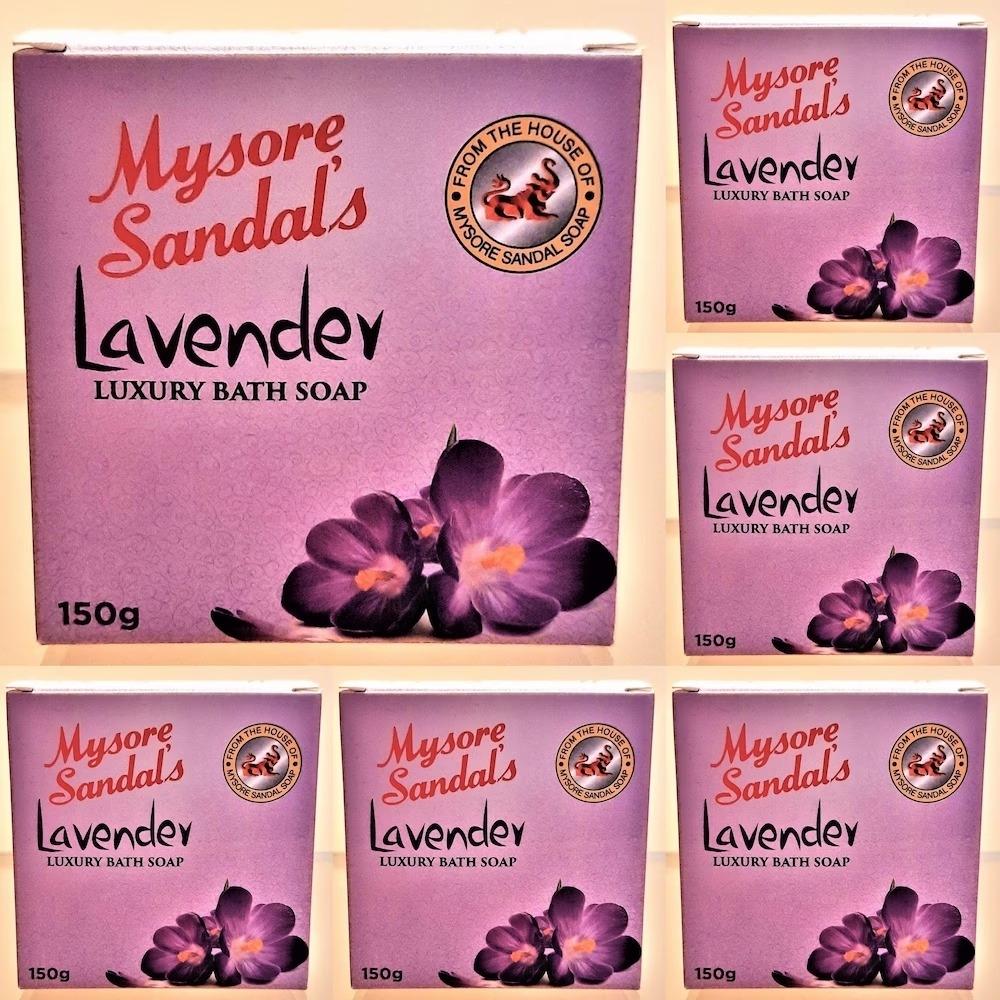 Mysore
Sandal's
FROM THE HOUSE OF
MYSORE SANDAL SOAP
Lavender
LUXURY BATH SOAP
150g
Mysore
Sandal's
FROM THE HOUSE OF
MYSORE SANDAL SOAP
Lavender
LUXURY BATH SOAP
150g
Mysore
Sandal's
FROM THE HOUSE OF
MYSORE SANDAL SOAP
Lavender
LUXURY BATH SOAP
150g
Mysore
Sandal's
FROM THE HOUSE OF
MYSORE SANDAL SOAP
Lavender
LUXURY BATH SOAP
150g
Mysore
Sandal's
FROM THE HOUSE OF
MYSORE SANDAL SOAP
Lavender
LUXURY BATH SOAP
150g
Mysore
Sandal's
FROM THE HOUSE OF
MYSORE SANDAL SOAP
Lavender
LUXURY BATH SOAP
150g